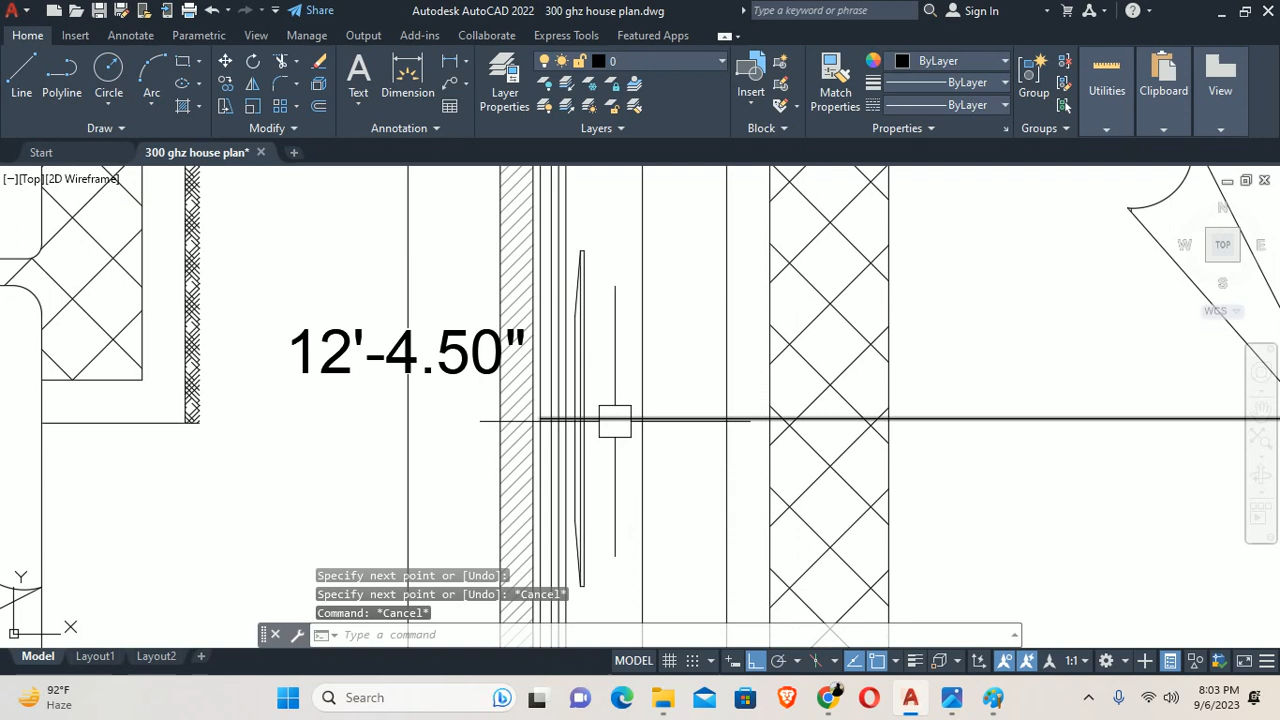 Share
Autodesk AutoCAD 2022 300 ghz house plan.dwg
Type a keyword or phrase
Sign In
Home Insert Annotate Parametric View Manage Output Add-ins Collaborate Express Tools Featured Apps
Line Polyline Circle Arc
Text Dimension
Layer Properties
0
Insert
Match Properties
ByLayer
ByLayer
ByLayer
Group
Utilities Clipboard View
Draw Modify Annotation Layers Block Properties Groups
Start 300 ghz house plan*
[−][Top][2D Wireframe]
N
W TOP E
S
WCS
12'-4.50"
Specify next point or [Undo]:
Specify next point or [Undo]: *Cancel*
Command: *Cancel*
Type a command
Y
X
Model Layout1 Layout2
MODEL
1:1
92°F
Haze
Search
6:03 PM
9/6/2023